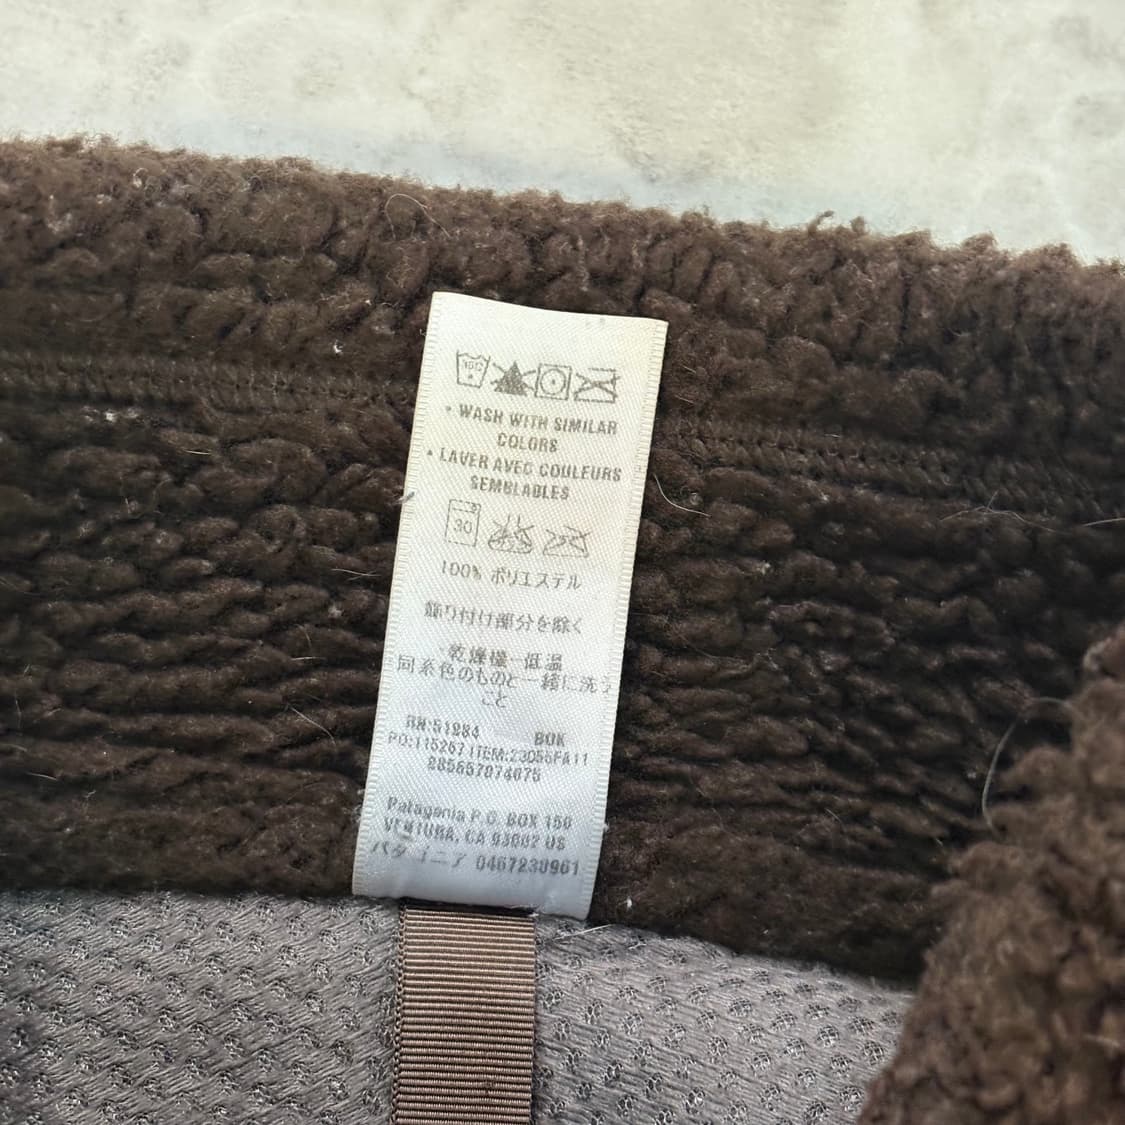 • WASH WITH SIMILAR
COLORS
• LAVER AVEC COULEURS
SEMBLABLES
30
100% ポリエステル
飾り付け部分を除く
・乾燥機−低温
同系色のものと一緒に洗う
こと
RN:51884 BOK
PO:115267 ITEM:23055FA11
Patagonia P.O. BOX 150
VENTURA, CA 93002 US
パタゴニア 0467230961